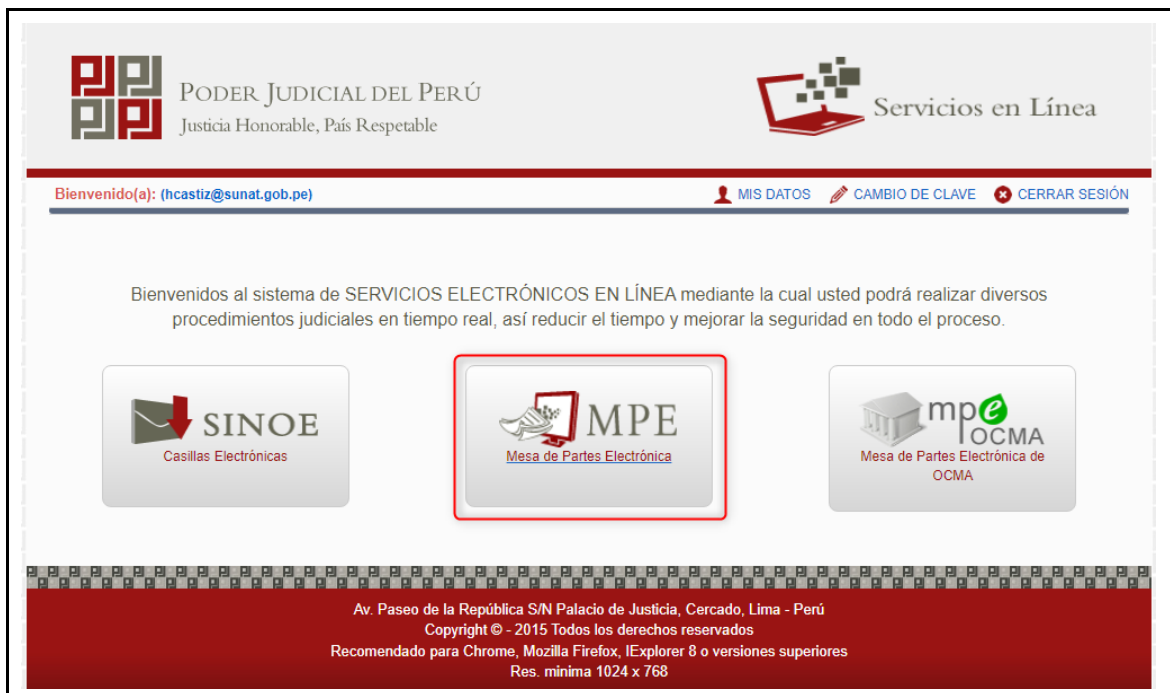 PODER JUDICIAL DEL PERÚ
Justicia Honorable, País Respetable
Servicios en Línea
Bienvenido(a): (hcastiz@sunat.gob.pe)
MIS DATOS
CAMBIO DE CLAVE
CERRAR SESIÓN
Bienvenidos al sistema de SERVICIOS ELECTRÓNICOS EN LÍNEA mediante la cual usted podrá realizar diversos
procedimientos judiciales en tiempo real, así reducir el tiempo y mejorar la seguridad en todo el proceso.
SINOE
Casillas Electrónicas
MPE
Mesa de Partes Electrónica
mpe
OCMA
Mesa de Partes Electrónica de
OCMA
Av. Paseo de la República S/N Palacio de Justicia, Cercado, Lima - Perú
Copyright © - 2015 Todos los derechos reservados
Recomendado para Chrome, Mozilla Firefox, IExplorer 8 o versiones superiores
Res. minima 1024 x 768